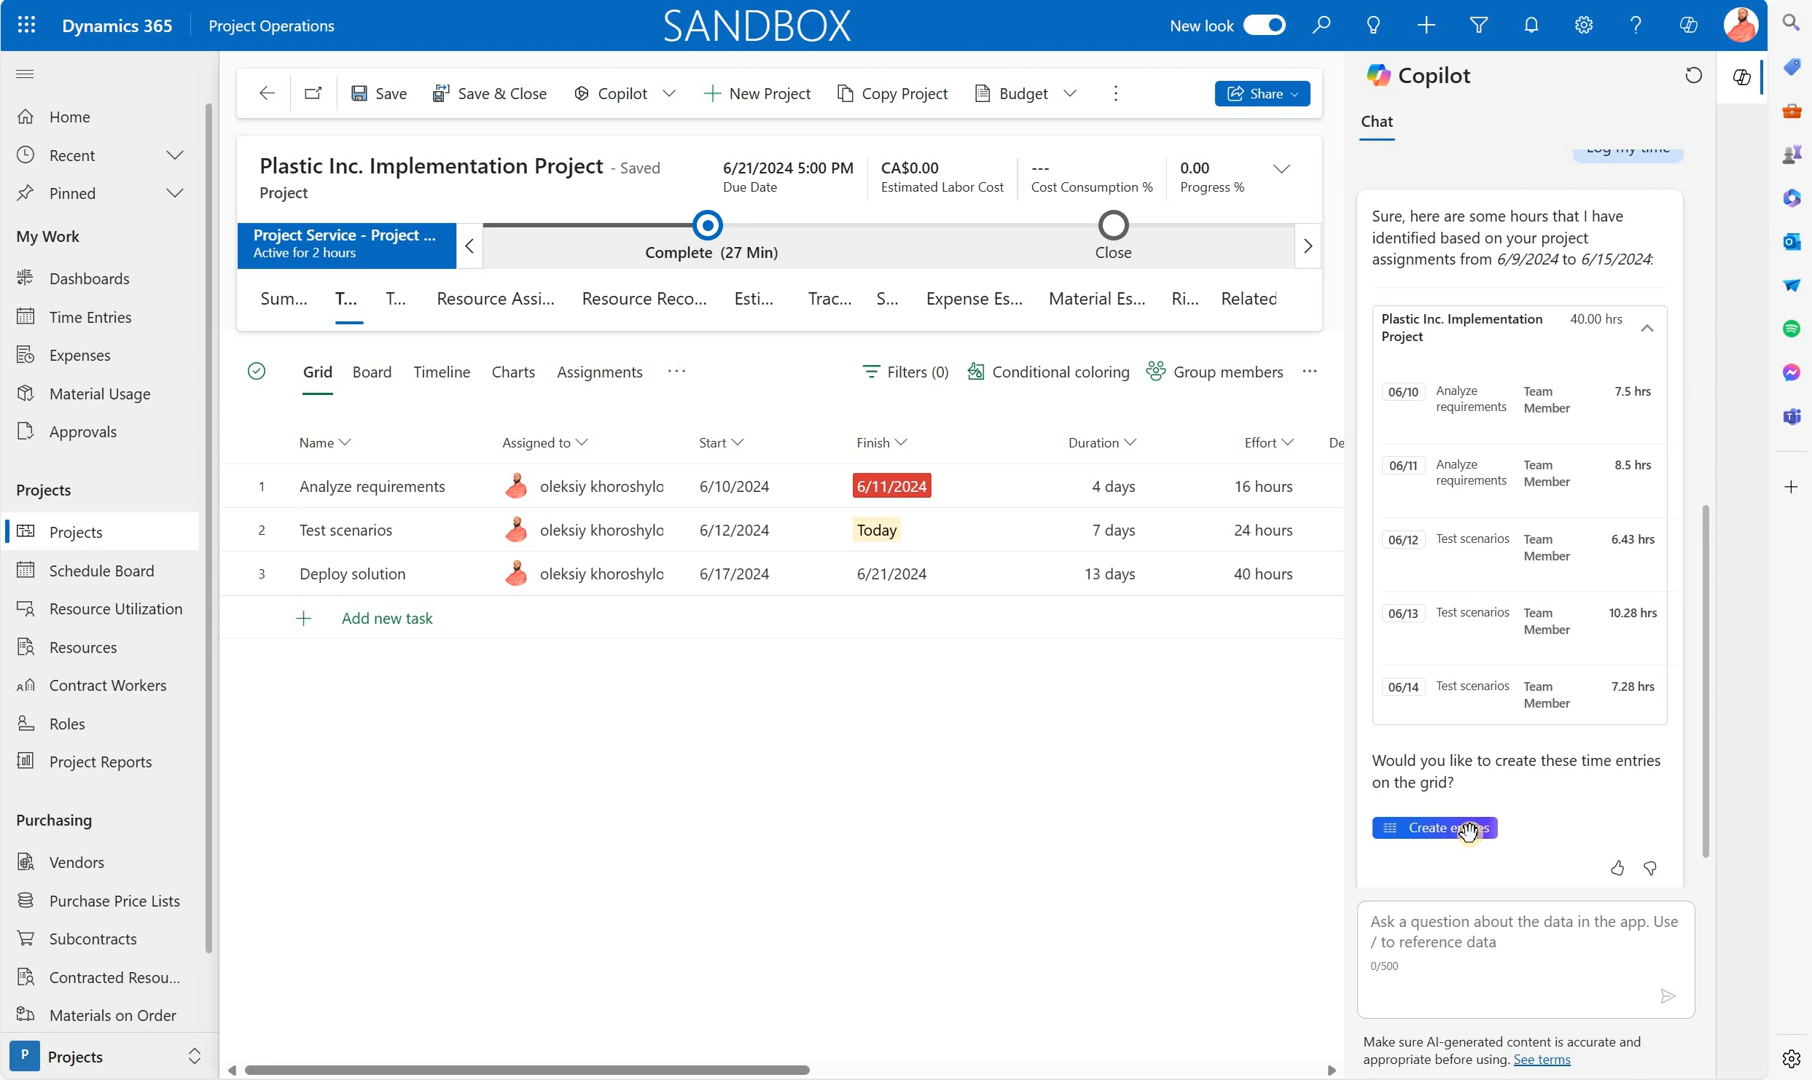 Dynamics 365
Project Operations
SANDBOX
New look
Home
Recent
Pinned
My Work
Dashboards
Time Entries
Expenses
Material Usage
Approvals
Projects
Projects
Schedule Board
Resource Utilization
Resources
Contract Workers
Roles
Project Reports
Purchasing
Vendors
Purchase Price Lists
Subcontracts
Contracted Resou...
Materials on Order
P Projects
Save
Save & Close
Copilot
New Project
Copy Project
Budget
Share
Plastic Inc. Implementation Project - Saved
Project
6/21/2024 5:00 PM
Due Date
CA$0.00
Estimated Labor Cost
---
Cost Consumption %
0.00
Progress %
Project Service - Project ...
Active for 2 hours
Complete (27 Min)
Close
Sum... T... T... Resource Assi... Resource Reco... Esti... Trac... S... Expense Es... Material Es... Ri... Related
Grid Board Timeline Charts Assignments ...
Filters (0) Conditional coloring Group members ...
Name Assigned to Start Finish Duration Effort De
1 Analyze requirements oleksiy khoroshylo 6/10/2024 6/11/2024 4 days 16 hours
2 Test scenarios oleksiy khoroshylo 6/12/2024 Today 7 days 24 hours
3 Deploy solution oleksiy khoroshylo 6/17/2024 6/21/2024 13 days 40 hours
Add new task
Copilot
Chat
Log my time
Sure, here are some hours that I have
identified based on your project
assignments from 6/9/2024 to 6/15/2024:
Plastic Inc. Implementation
Project
40.00 hrs
06/10 Analyze requirements Team Member 7.5 hrs
06/11 Analyze requirements Team Member 8.5 hrs
06/12 Test scenarios Team Member 6.43 hrs
06/13 Test scenarios Team Member 10.28 hrs
06/14 Test scenarios Team Member 7.28 hrs
Would you like to create these time entries
on the grid?
Create entries
Ask a question about the data in the app. Use
/ to reference data
0/500
Make sure AI-generated content is accurate and
appropriate before using. See terms